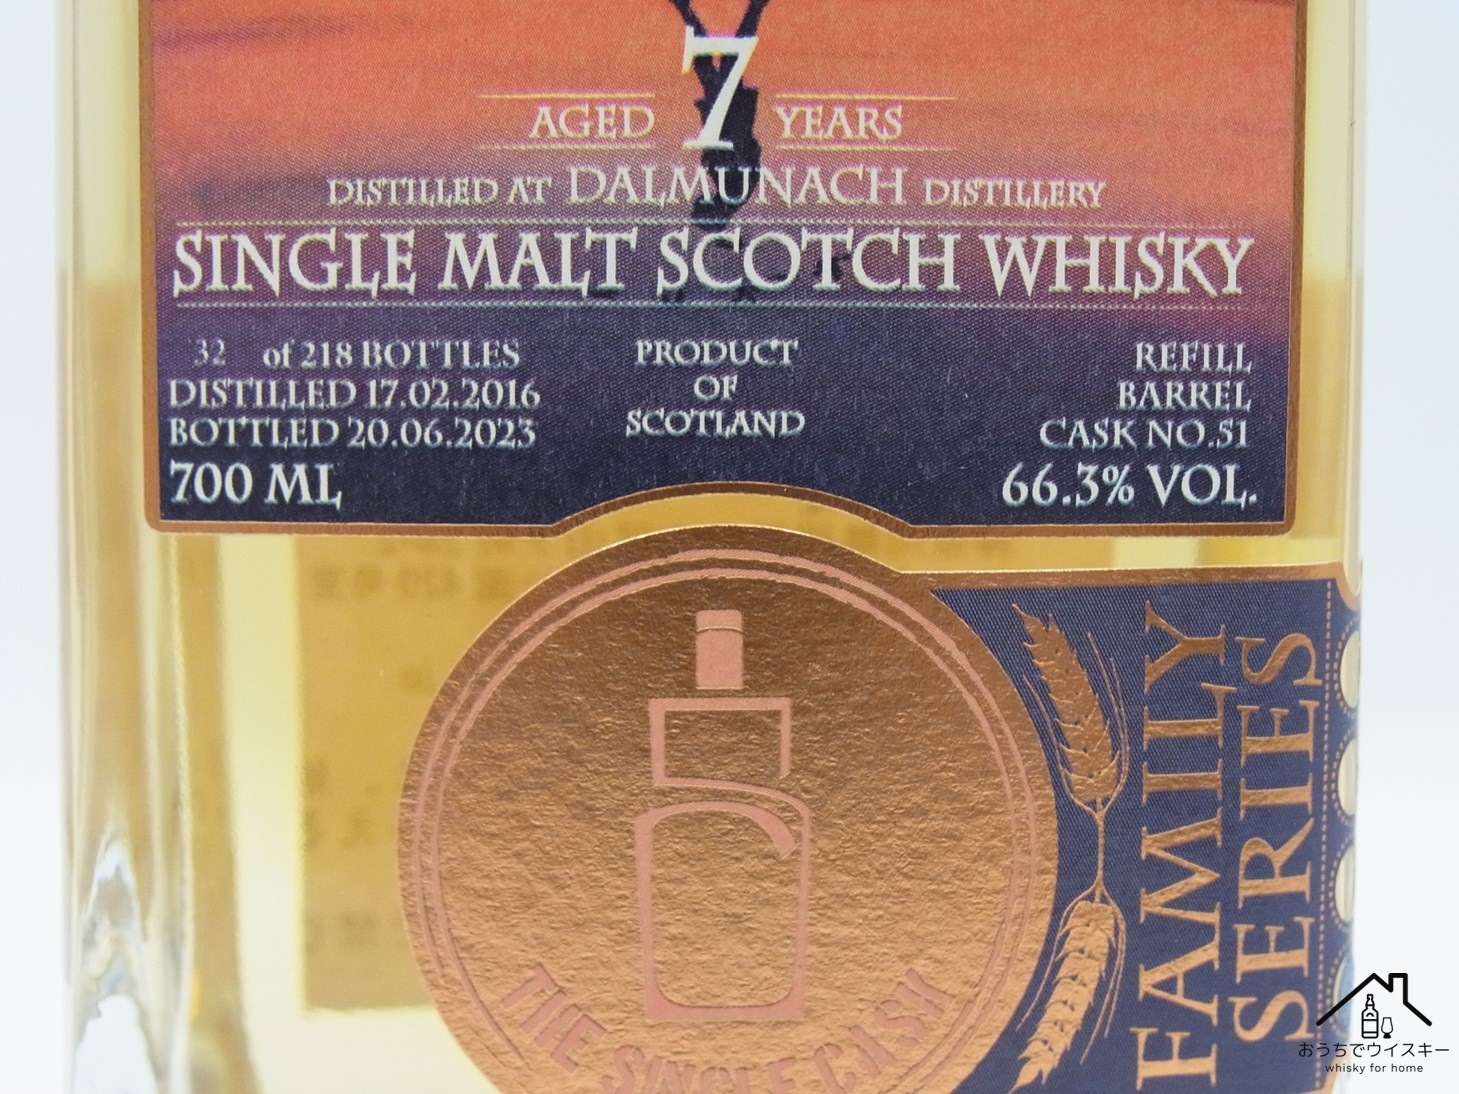 AGED 7 YEARS
DISTILLED AT DALMUNACH DISTILLERY
SINGLE MALT SCOTCH WHISKY
32 of 218 BOTTLES
DISTILLED 17.02.2016
BOTTLED 20.06.2023
700 ML
PRODUCT
OF
SCOTLAND
REFILL
BARREL
CASK NO.51
66.3% VOL.
THE SINGLE CASK
FAMILY
SERIES
おうちでウイスキー
whisky for home